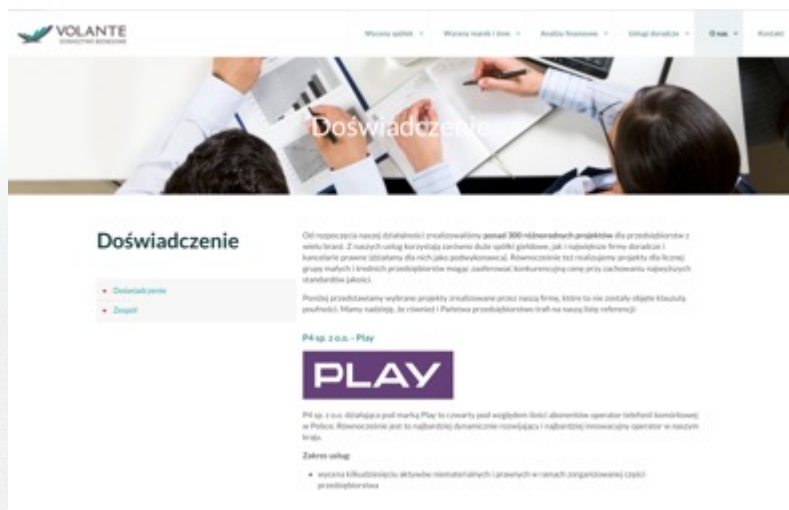 VOLANTE
DORADZTWO BIZNESOWE
Wyceny spółek
Wyceny marek i inne
Analizy finansowe
Usługi doradcze
O nas
Kontakt
Doświadczenie
Doświadczenie
Doświadczenie
Zespół
Od rozpoczęcia naszej działalności zrealizowaliśmy ponad 300 różnorodnych projektów dla przedsiębiorstw z
wielu branż. Z naszych usług korzystają zarówno duże spółki giełdowe, jak i największe firmy doradcze i
kancelarie prawne (działamy dla nich jako podwykonawca). Równocześnie też realizujemy projekty dla licznej
grupy małych i średnich przedsiębiorstw mogąc zaoferować konkurencyjną cenę przy zachowaniu najwyższych
standardów jakości.
Poniżej przedstawiamy wybrane projekty zrealizowane przez naszą firmę, które to nie zostały objęte klauzulą
poufności. Mamy nadzieję, że również i Państwa przedsiębiorstwo trafi na naszą listę referencji:
P4 sp. z o.o. - Play
PLAY
P4 sp. z o.o. działająca pod marką Play to czwarty pod względem ilości abonentów operator telefonii komórkowej
w Polsce. Równocześnie jest to najbardziej dynamicznie rozwijający i najbardziej innowacyjny operator w naszym
kraju.
Zakres usług:
wycena kilkudziesięciu aktywów niematerialnych i prawnych w ramach zorganizowanej części
przedsiębiorstwa